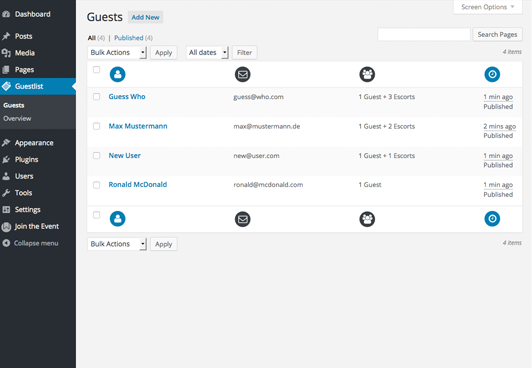 Dashboard
Posts
Media
Pages
Guestlist
Guests
Overview
Appearance
Plugins
Users
Tools
Settings
Join the Event
Collapse menu
Screen Options
Guests Add New
All (4) | Published (4)
Search Pages
Bulk Actions Apply All dates Filter 4 items
Guess Who guess@who.com 1 Guest + 3 Escorts 1 min ago
Published
Max Mustermann max@mustermann.de 1 Guest + 1 Escorts 2 mins ago
Published
New User new@user.com 1 Guest + 1 Escorts 1 min ago
Published
Ronald McDonald ronald@mcdonald.com 1 Guest 1 min ago
Published
Bulk Actions Apply 4 items